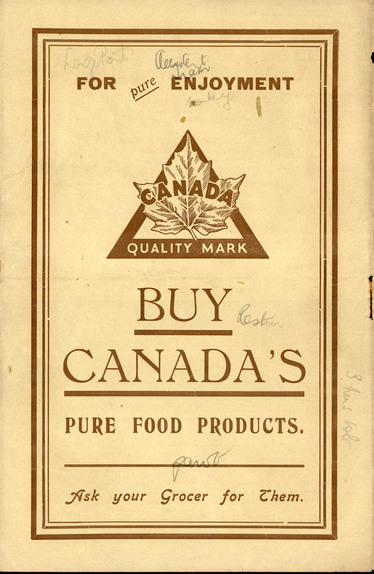 FOR pure ENJOYMENT
CANADA
QUALITY MARK
BUY
CANADA'S
PURE FOOD PRODUCTS.
Ask your Grocer for Them.